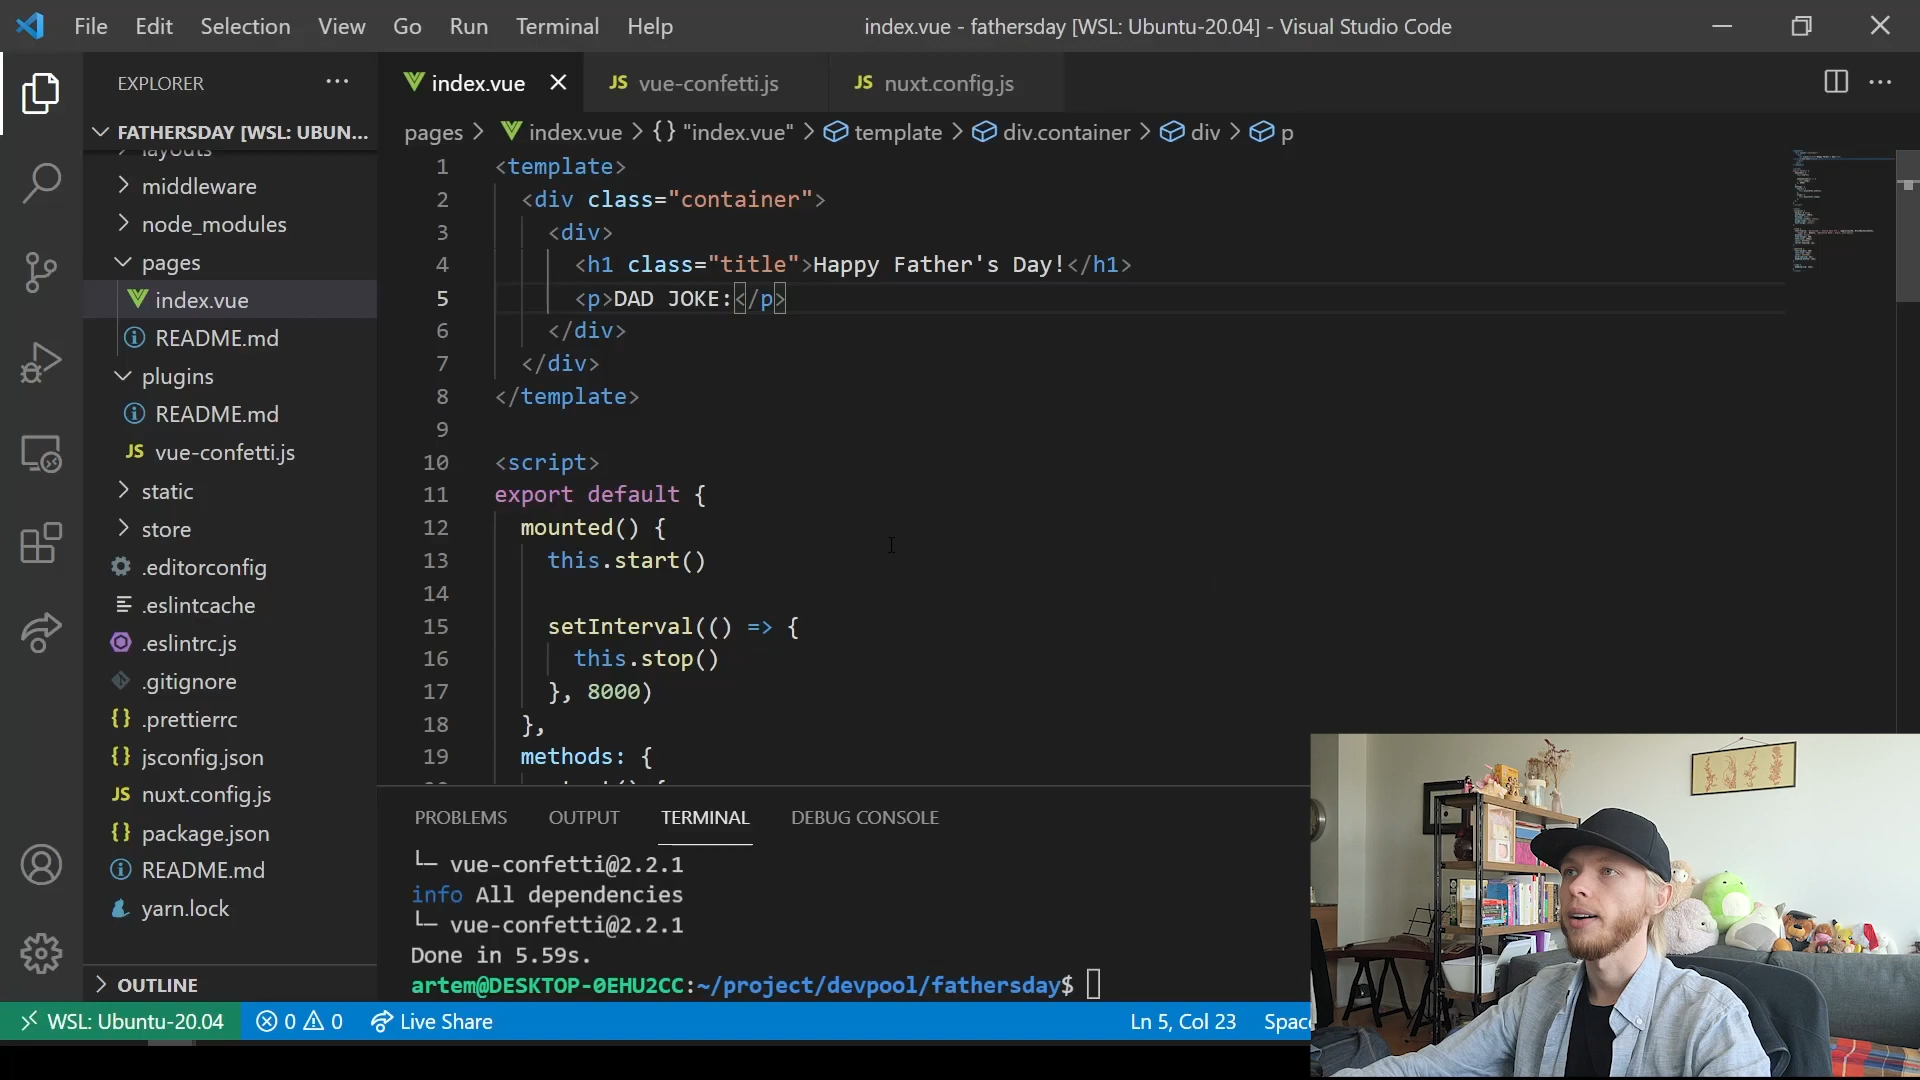 File Edit Selection View Go Run Terminal Help index.vue - fathersday [WSL: Ubuntu-20.04] - Visual Studio Code
EXPLORER
FATHERSDAY [WSL: UBUN...
layouts
middleware
node_modules
pages
index.vue
README.md
plugins
README.md
JS vue-confetti.js
static
store
.editorconfig
.eslintcache
.eslintrc.js
.gitignore
{} .prettierrc
{} jsconfig.json
JS nuxt.config.js
{} package.json
README.md
yarn.lock
OUTLINE
index.vue JS vue-confetti.js JS nuxt.config.js
pages > index.vue > {} "index.vue" > template > div.container > div > p
1 <template>
2 <div class="container">
3 <div>
4 <h1 class="title">Happy Father's Day!</h1>
5 <p>DAD JOKE:</p>
6 </div>
7 </div>
8 </template>
9
10 <script>
11 export default {
12 mounted() {
13 this.start()
14
15 setInterval(() => {
16 this.stop()
17 }, 8000)
18 },
19 methods: {
PROBLEMS OUTPUT TERMINAL DEBUG CONSOLE
└─ vue-confetti@2.2.1
info All dependencies
└─ vue-confetti@2.2.1
Done in 5.59s.
artem@DESKTOP-0EHU2CC:~/project/devpool/fathersday$
WSL: Ubuntu-20.04 0 0 Live Share Ln 5, Col 23